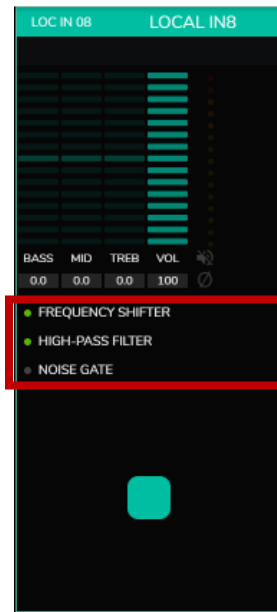 LOC IN 08 LOCAL IN8
BASS MID TREB VOL
0.0 0.0 0.0 100
FREQUENCY SHIFTER
HIGH-PASS FILTER
NOISE GATE